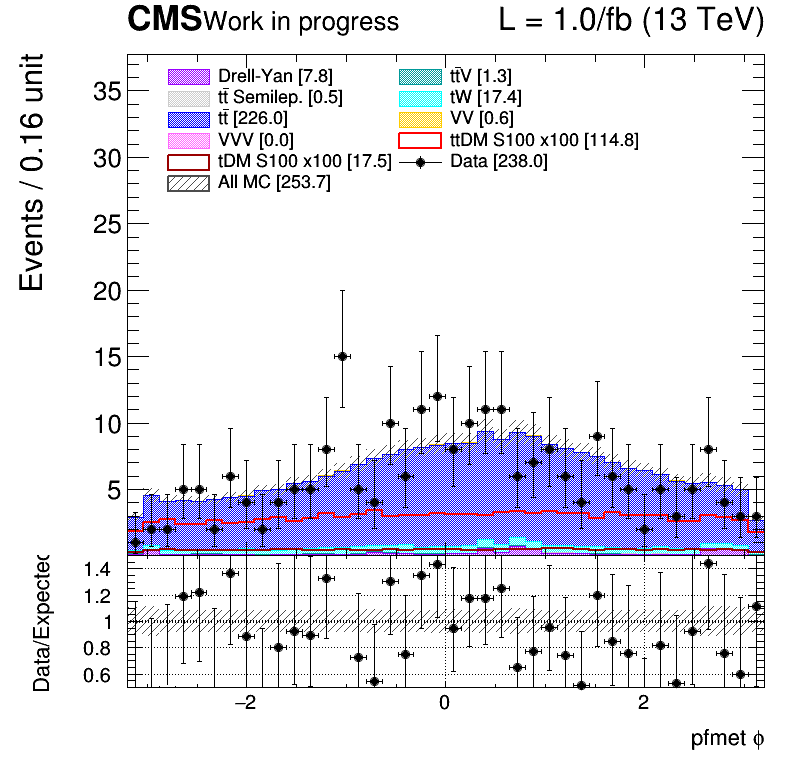 CMS Work in progress L = 1.0/fb (13 TeV)
Events / 0.16 unit
35
30
25
20
15
10
5
Drell-Yan [7.8]
tt̄V [1.3]
tt̄ Semilep. [0.5]
tW [17.4]
tt̄ [226.0]
VV [0.6]
VVV [0.0]
ttDM S100 x100 [114.8]
tDM S100 x100 [17.5]
Data [238.0]
All MC [253.7]
Data/Expected
1.4
1.2
1
0.8
0.6
−2 0 2
pfmet ϕ